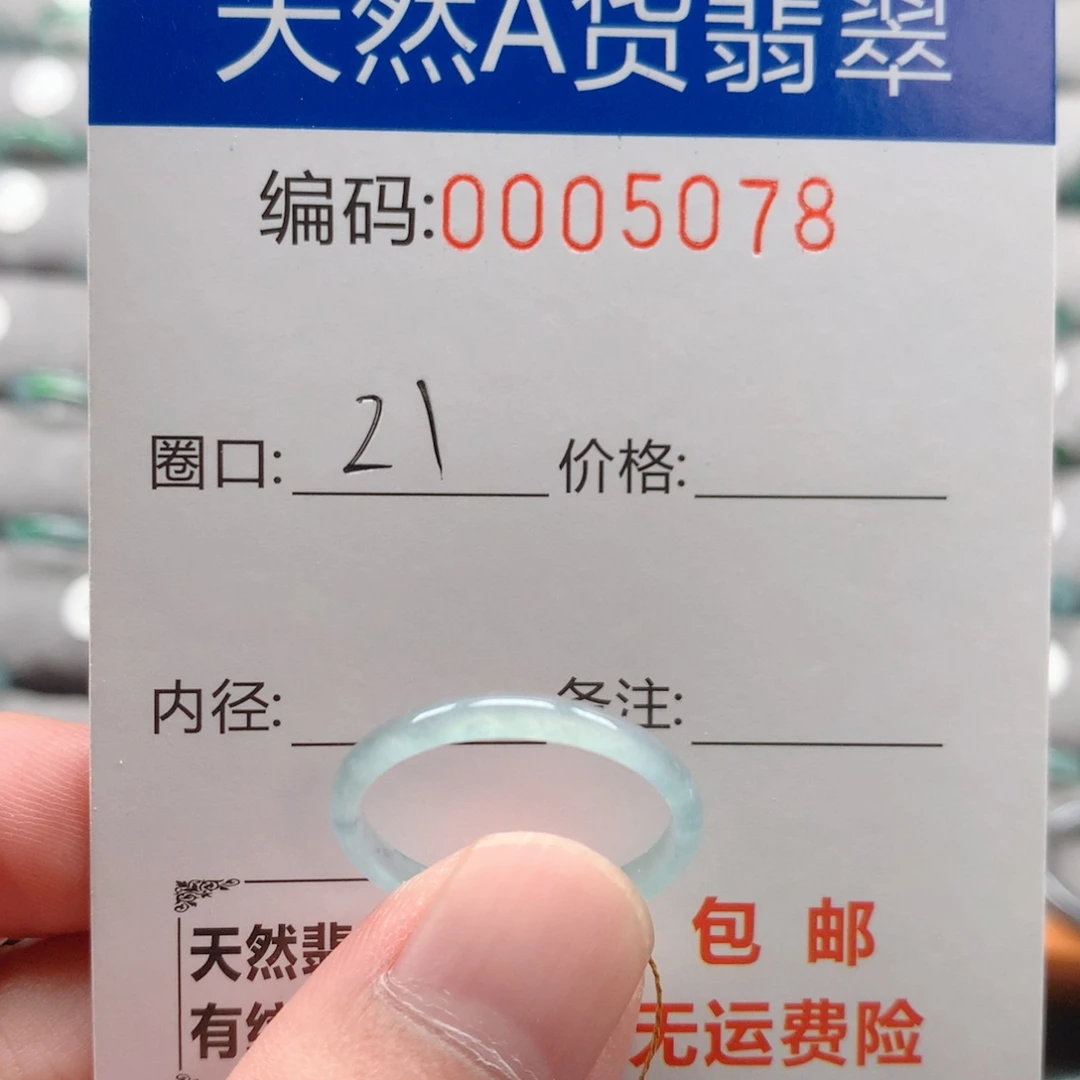 天然A货翡翠
编码:0005078
圈口: 21 价格:
内径: 备注:
天然翡
有
包 邮
无运费险